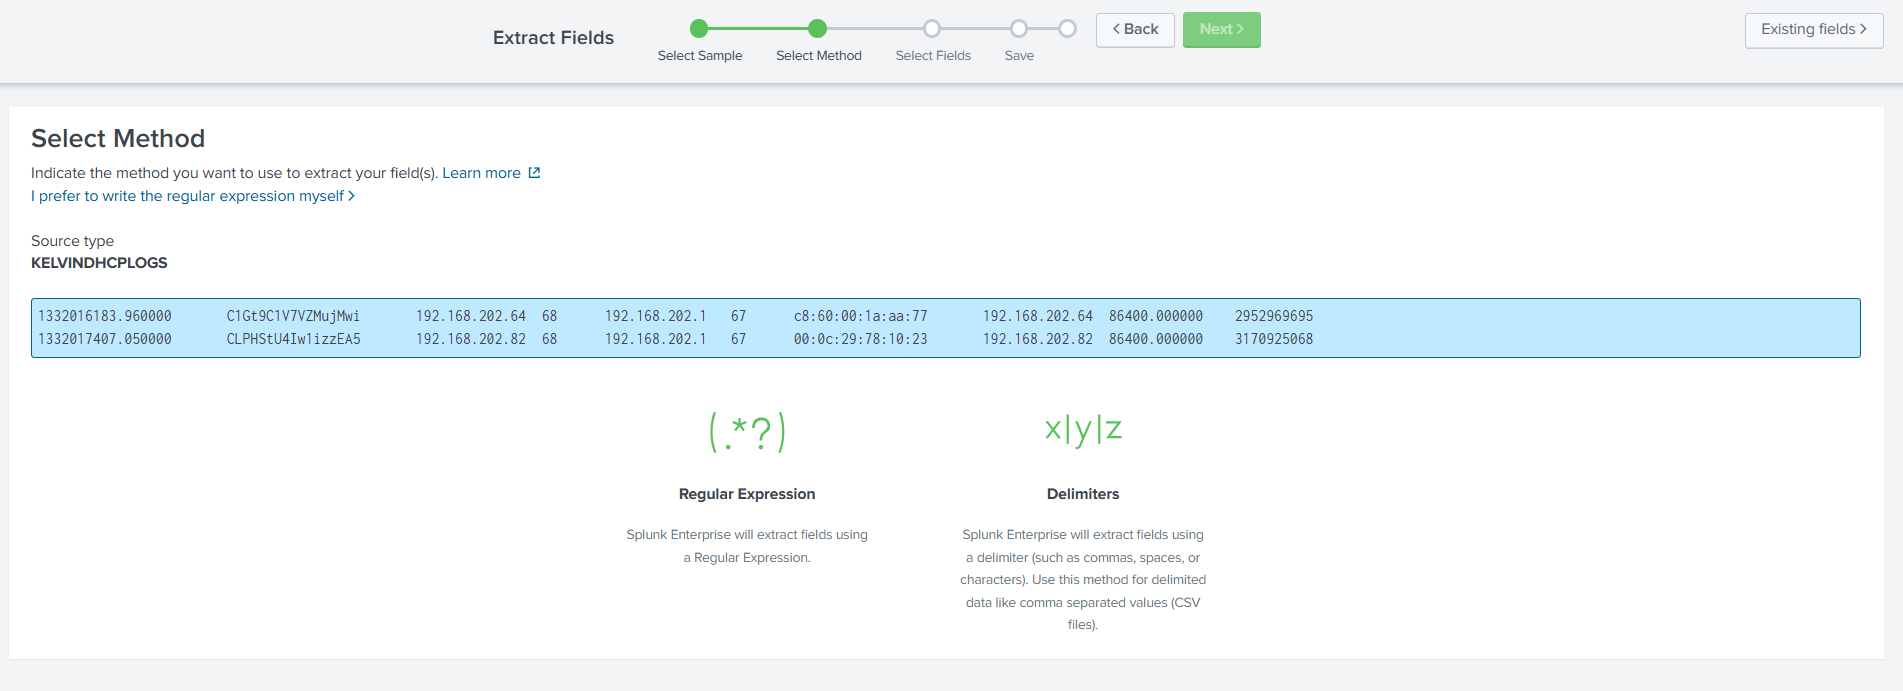 Extract Fields
Select Sample
Select Method
Select Fields
Save
< Back
Next >
Existing fields >
Select Method
Indicate the method you want to use to extract your field(s). Learn more
I prefer to write the regular expression myself >
Source type
KELVINDHCPLOGS
1332016183.960000 C1Gt9C1V7VZMujMwi 192.168.202.64 68 192.168.202.1 67 c8:60:00:1a:aa:77 192.168.202.64 86400.000000 2952969695
1332017407.050000 CLPHStU4Iw1izzEA5 192.168.202.82 68 192.168.202.1 67 00:0c:29:78:10:23 192.168.202.82 86400.000000 3170925068
(.*?)
Regular Expression
Splunk Enterprise will extract fields using
a Regular Expression.
x|y|z
Delimiters
Splunk Enterprise will extract fields using
a delimiter (such as commas, spaces, or
characters). Use this method for delimited
data like comma separated values (CSV
files).